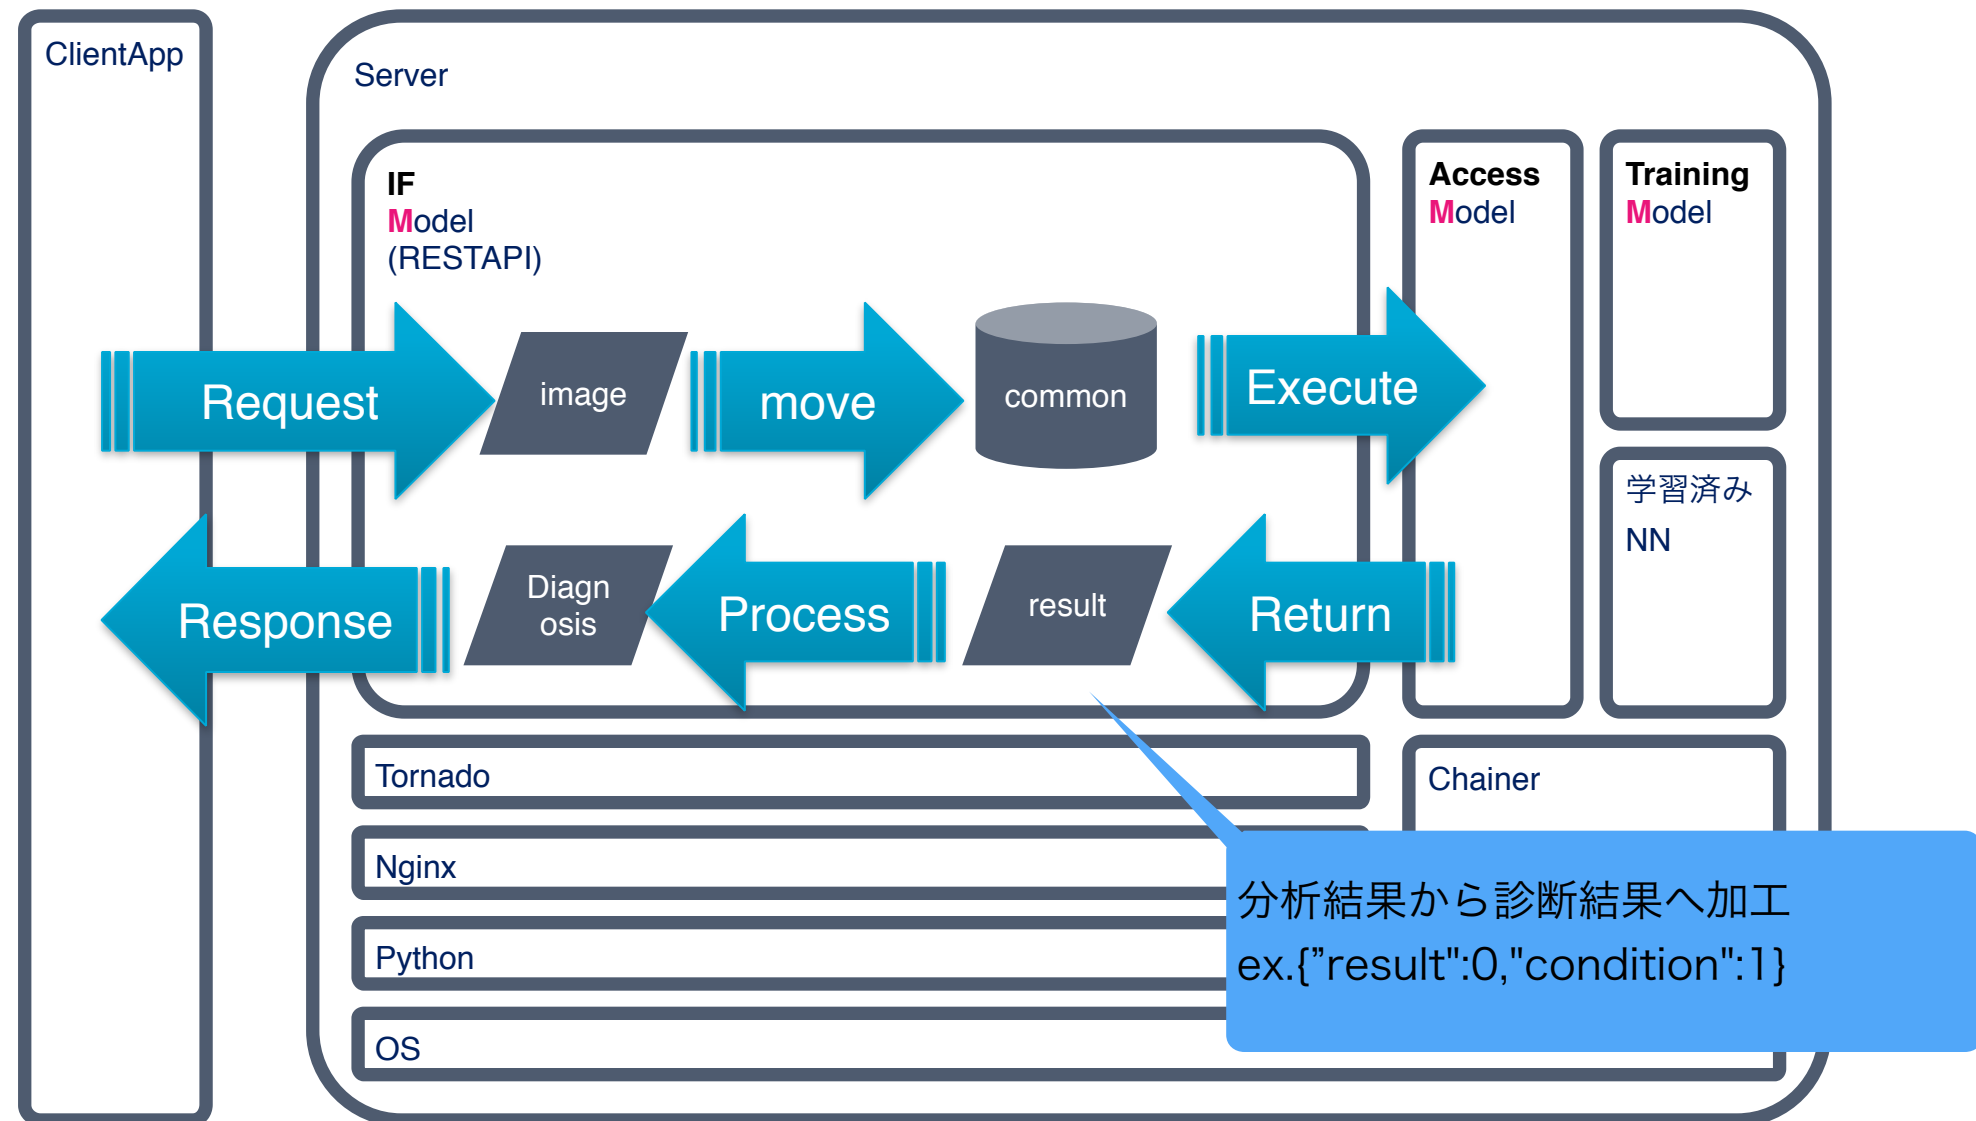 ClientApp
Server
IF
Model
(RESTAPI)
Access
Model
Training
Model
Request
image
move
common
Execute
学習済み
NN
Response
Diagn
osis
Process
result
Return
Tornado
Chainer
Nginx
Python
OS
分析結果から診断結果へ加工
ex.{”result":0,"condition":1}